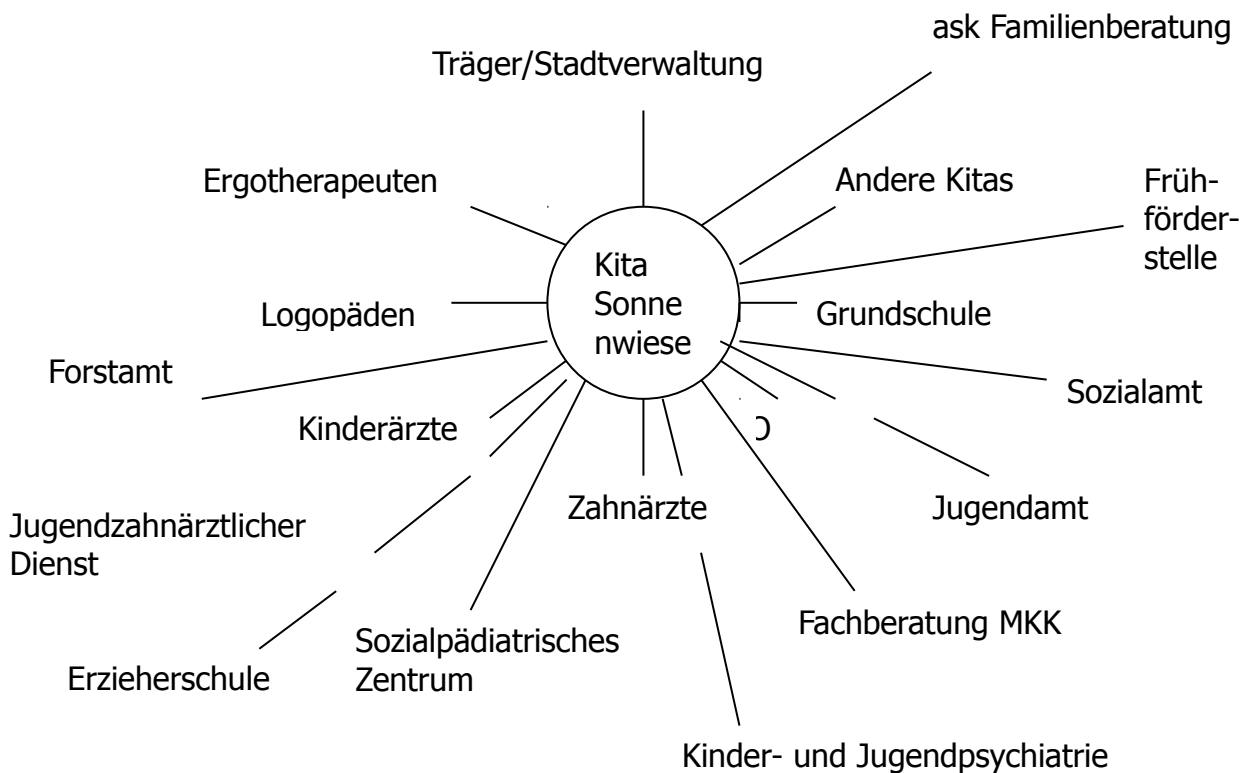 ask Familienberatung
Träger/Stadtverwaltung
Ergotherapeuten
Andere Kitas
Früh-
förder-
stelle
Kita
Sonne
nwiese
Logopäden
Grundschule
Forstamt
Sozialamt
Kinderärzte
Zahnärzte
Jugendamt
Jugendzahnärztlicher
Dienst
Fachberatung MKK
Sozialpädiatrisches
Zentrum
Erzieherschule
Kinder- und Jugendpsychiatrie